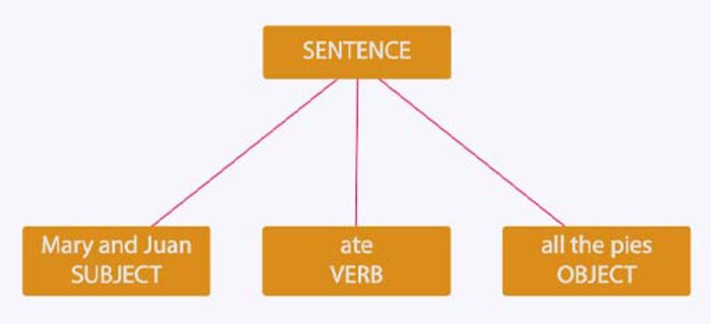 SENTENCE
Mary and Juan
SUBJECT
ate
VERB
all the pies
OBJECT